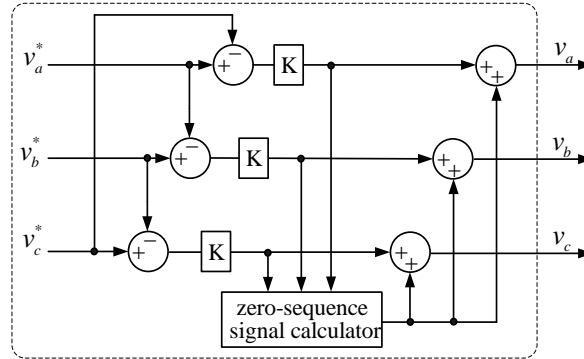 v_a^* + − K + + v_a
v_b^* + − K + + v_b
v_c^* + − K + + v_c
zero-sequence
signal calculator